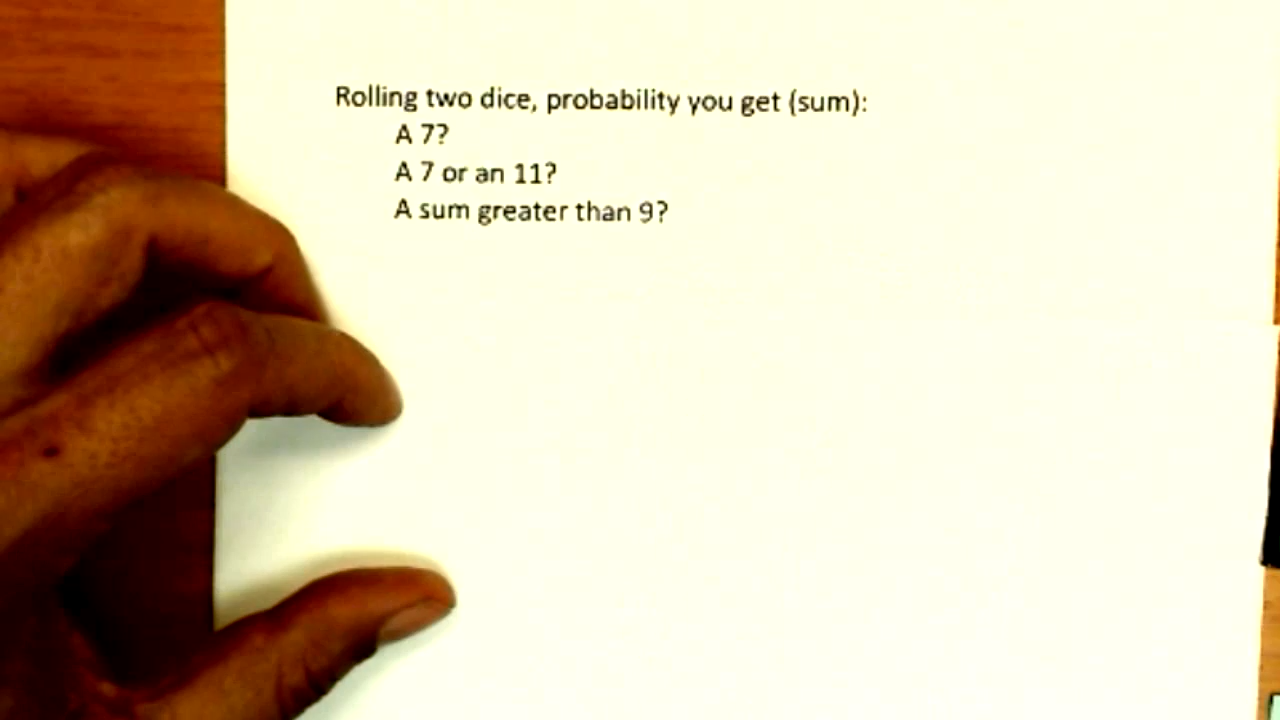 Rolling two dice, probability you get (sum):
A 7?
A 7 or an 11?
A sum greater than 9?